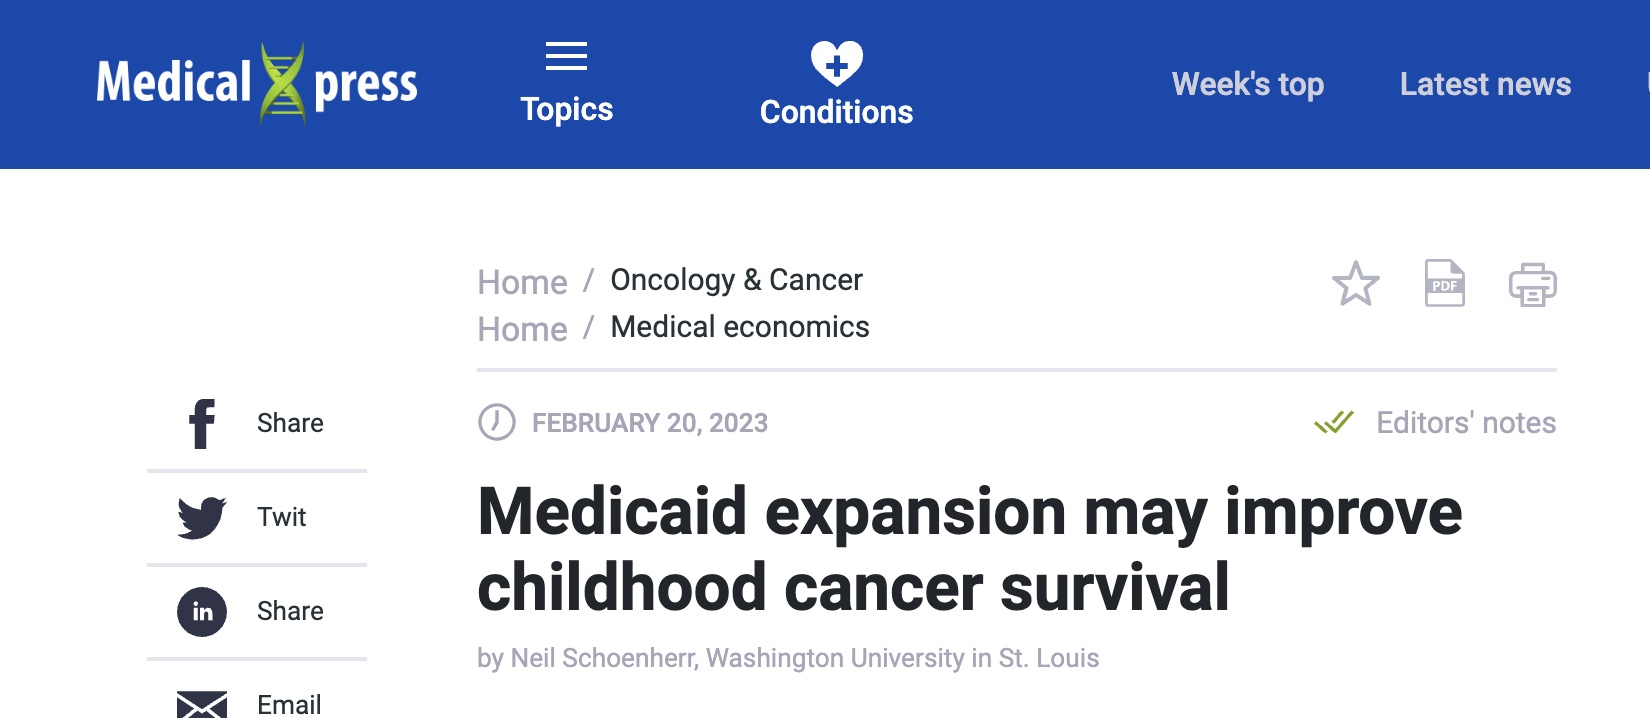 Medical Xpress
Topics
Conditions
Week's top
Latest news
Home / Oncology & Cancer
Home / Medical economics
PDF
FEBRUARY 20, 2023
Editors' notes
Medicaid expansion may improve
childhood cancer survival
by Neil Schoenherr, Washington University in St. Louis
Share
Twit
in Share
Email